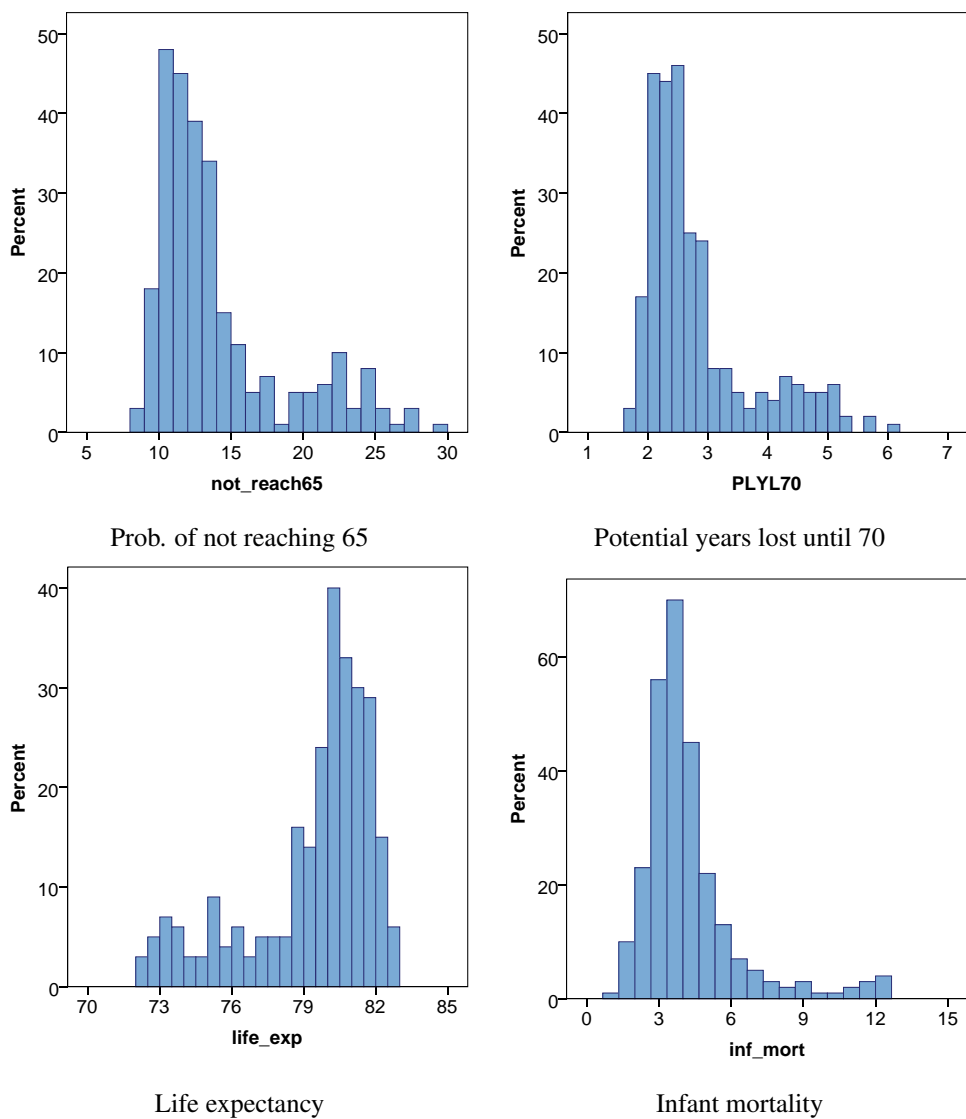 50
40
30
20
10
0
Percent
5 10 15 20 25 30
not_reach65
Prob. of not reaching 65
50
40
30
20
10
0
Percent
1 2 3 4 5 6 7
PLYL70
Potential years lost until 70
40
30
20
10
0
Percent
70 73 76 79 82 85
life_exp
Life expectancy
60
40
20
0
Percent
0 3 6 9 12 15
inf_mort
Infant mortality